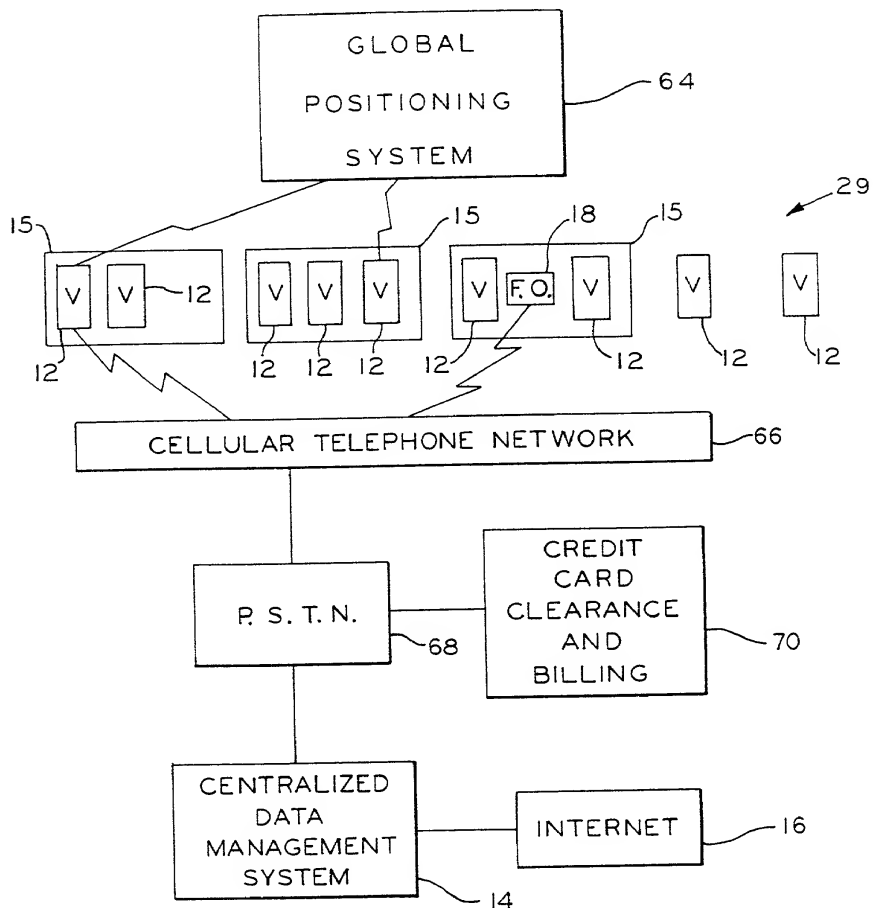 GLOBAL
POSITIONING
SYSTEM
64
29
15
15
18
15
V
V
12
V
V
V
V
F.O.
V
V
V
12
12
12
12
12
12
12
12
CELLULAR TELEPHONE NETWORK
66
P. S. T. N.
68
CREDIT
CARD
CLEARANCE
AND
BILLING
70
CENTRALIZED
DATA
MANAGEMENT
SYSTEM
14
INTERNET
16